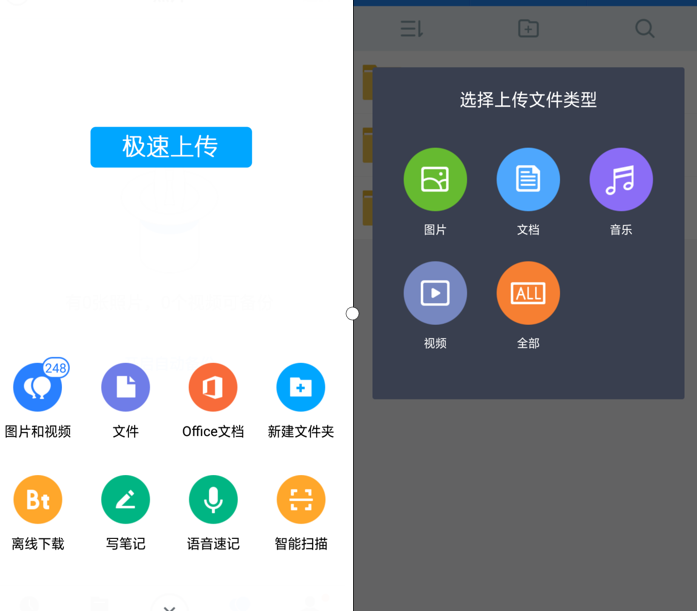 极速上传
248
图片和视频
文件
Office文档
新建文件夹
Bt
离线下载
写笔记
语音速记
智能扫描
选择上传文件类型
图片
文档
音乐
ALL
视频
全部